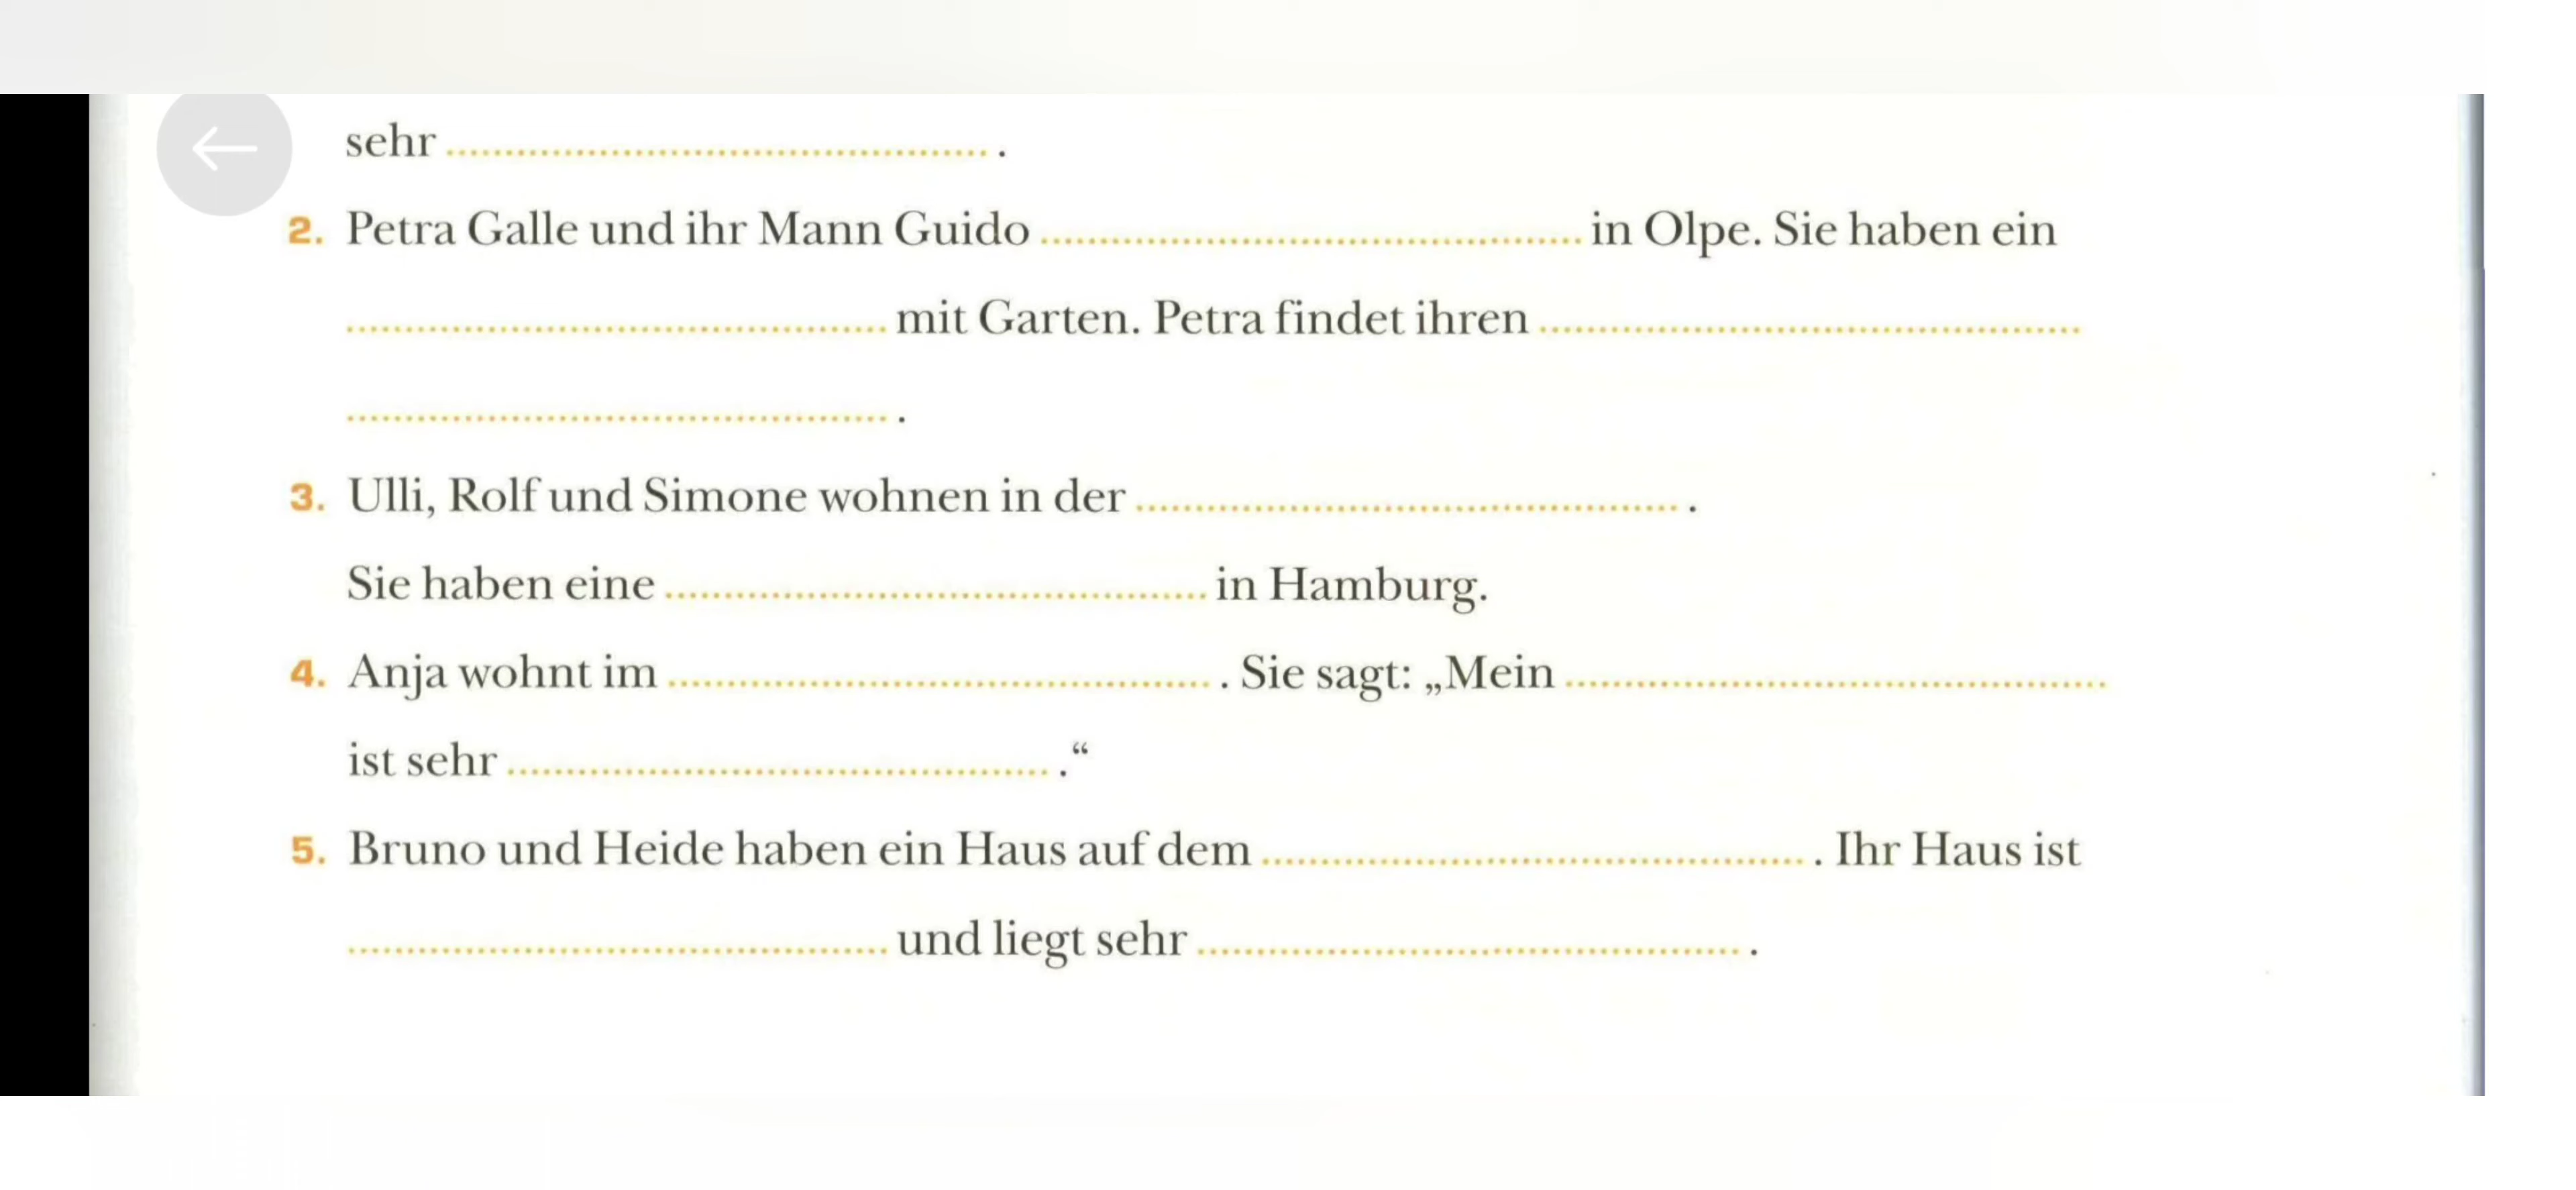 sehr ............................................. .
2. Petra Galle und ihr Mann Guido ............................................. in Olpe. Sie haben ein
............................................. mit Garten. Petra findet ihren .............................................
............................................. .
3. Ulli, Rolf und Simone wohnen in der ............................................. .
Sie haben eine ............................................. in Hamburg.
4. Anja wohnt im ............................................. . Sie sagt: „Mein .............................................
ist sehr ............................................. .“
5. Bruno und Heide haben ein Haus auf dem ............................................. . Ihr Haus ist
............................................. und liegt sehr ............................................. .